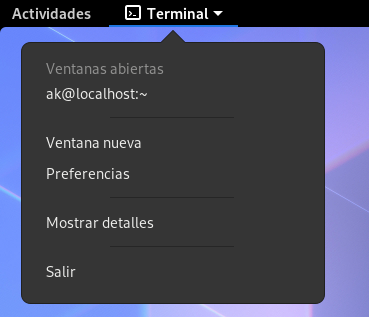 Actividades Terminal
Ventanas abiertas
ak@localhost:~
Ventana nueva
Preferencias
Mostrar detalles
Salir